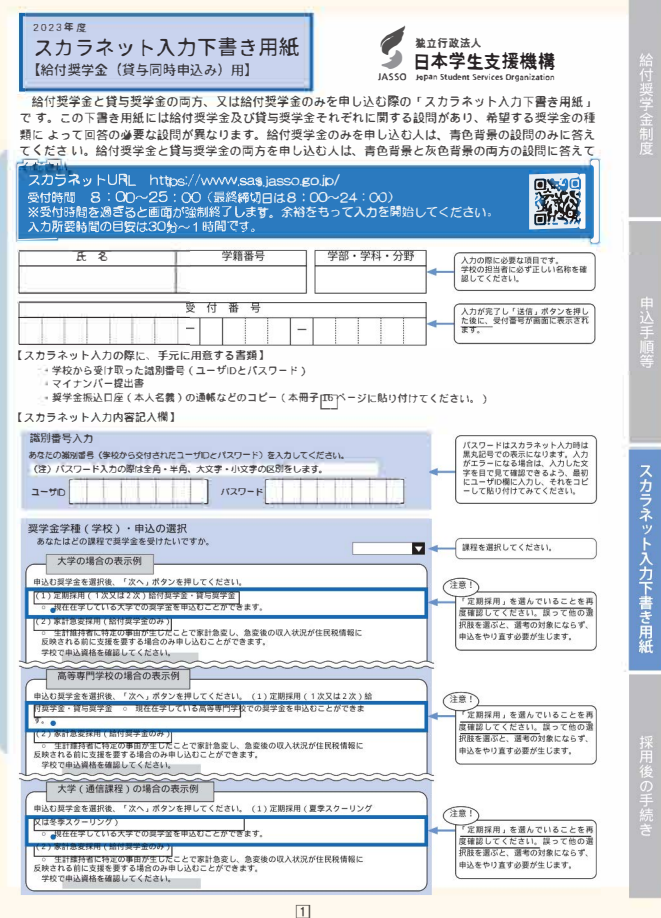 2023年度
スカラネット入力下書き用紙
【給付奨学金（貸与同時申込み）用】
独立行政法人
日本学生支援機構
JASSO Japan Student Services Organization
給付奨学金と貸与奨学金の両方、又は給付奨学金のみを申し込む際の「スカラネット入力下書き用紙」
です。この下書き用紙には給付奨学金及び貸与奨学金それぞれに関する設問があり、希望する奨学金の種
類に よって回答の必要な設問が異なります。給付奨学金のみを申し込む人は、青色背景の設問のみに答え
てくださ い。給付奨学金と貸与奨学金の両方を申し込む人は、青色背景と灰色背景の両方の設問に答えて
ください。
スカラネットURL https://www.sas.jasso.go.jp/
受付時間 8：00～25：00（最終締切日は8：00～24：00）
※受付時間を過ぎると画面が強制終了します。余裕をもって入力を開始してください。
入力所要時間の目安は30分～1時間です。
氏 名 学籍番号 学部・学科・分野
入力の際に必要な項目です。
学校の担当者に必ず正しい名称を確
認してください。
受 付 番 号
－ －
入力が完了し「送信」ボタンを押し
た後に、受付番号が画面に表示され
ます。
【スカラネット入力の際に、手元に用意する書類】
・学校から受け取った識別番号（ユーザIDとパスワード）
・マイナンバー提出書
・奨学金振込口座（本人名義）の通帳などのコピー（本冊子16ページに貼り付けてください。）
【スカラネット入力内容記入欄】
識別番号入力
あなたの識別番号（学校から交付されたユーザIDとパスワード）を入力してください。
（注）パスワード入力の際は全角・半角、大文字・小文字の区別をします。
ユーザID パスワード
パスワードはスカラネット入力時は
黒丸記号での表示になります。入力
がエラーになる場合は、入力した文
字を目で見て確認できるよう、最初
にユーザID欄に入力し、それをコピ
ーして貼り付けてみてください。
奨学金学種（学校）・申込の選択
あなたはどの課程で奨学金を受けたいですか。
課程を選択してください。
大学の場合の表示例
申込む奨学金を選択後、「次へ」ボタンを押してください。
（1）定期採用（1次又は2次）給付奨学金・貸与奨学金
○ 現在在学している大学での奨学金を申込むことができます。
（2）家計急変採用（給付奨学金のみ）
○ 生計維持者に特定の事由が生じたことで家計急変し、急変後の収入状況が住民税情報に
反映される前に支援を要する場合のみ申し込むことができます。
学校で申込資格を確認してください。
注意！
「定期採用」を選んでいることを再
度確認してください。誤って他の選
択肢を選ぶと、選考の対象にならず、
申込をやり直す必要が生じます。
高等専門学校の場合の表示例
申込む奨学金を選択後、「次へ」ボタンを押してください。（1）定期採用（1次又は2次）給
付奨学金・貸与奨学金 ○ 現在在学している高等専門学校での奨学金を申込むことができま
す。
（2）家計急変採用（給付奨学金のみ）
○ 生計維持者に特定の事由が生じたことで家計急変し、急変後の収入状況が住民税情報に
反映される前に支援を要する場合のみ申し込むことができます。
学校で申込資格を確認してください。
注意！
「定期採用」を選んでいることを再
度確認してください。誤って他の選
択肢を選ぶと、選考の対象にならず、
申込をやり直す必要が生じます。
大学（通信課程）の場合の表示例
申込む奨学金を選択後、「次へ」ボタンを押してください。（1）定期採用（夏季スクーリング
又は冬季スクーリング）
○ 現在在学している大学での奨学金を申込むことができます。
（2）家計急変採用（給付奨学金のみ）
○ 生計維持者に特定の事由が生じたことで家計急変し、急変後の収入状況が住民税情報に
反映される前に支援を要する場合のみ申し込むことができます。
学校で申込資格を確認してください。
注意！
「定期採用」を選んでいることを再
度確認してください。誤って他の選
択肢を選ぶと、選考の対象にならず、
申込をやり直す必要が生じます。
給付奨学金制度
申込手順等
スカラネット入力下書き用紙
採用後の手続き
1